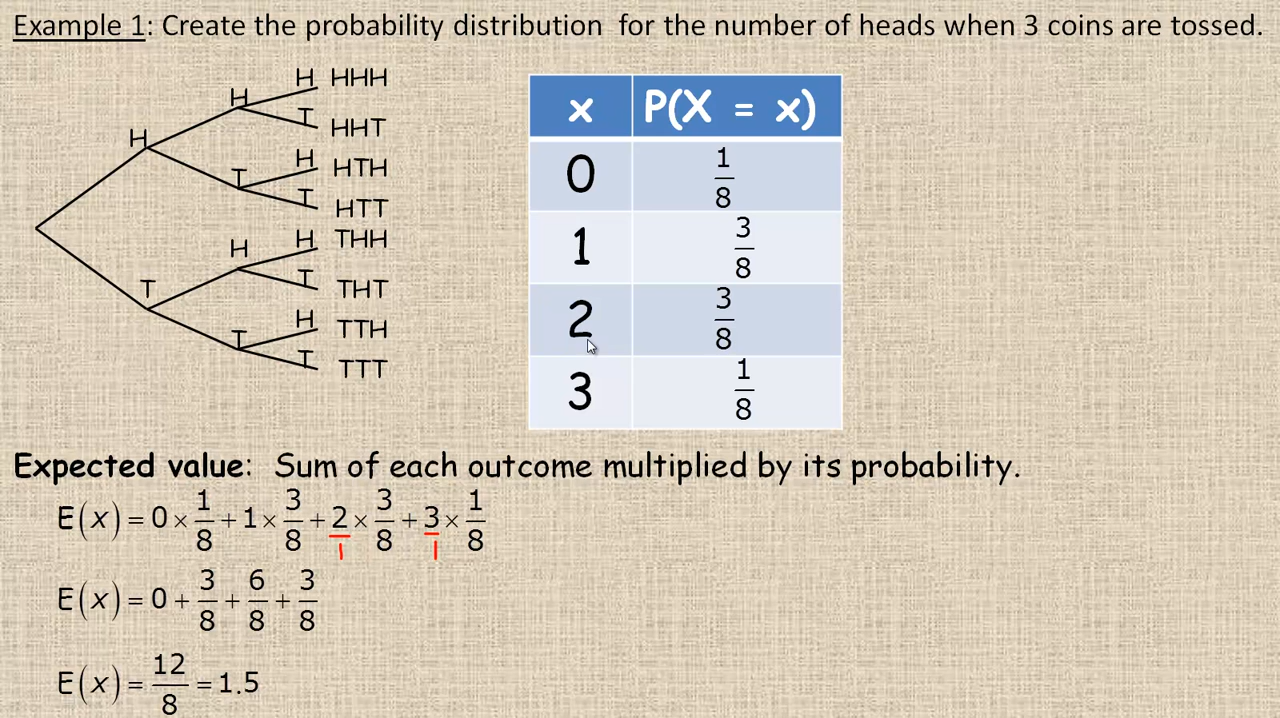 Example 1: Create the probability distribution for the number of heads when 3 coins are tossed.
H H H HHH
T HHT
T H HTH
T HTT
T H H THH
T THT
T H TTH
T TTT
x P(X = x)
0 1/8
1 3/8
2 3/8
3 1/8
Expected value: Sum of each outcome multiplied by its probability.
E(x) = 0 × 1/8 + 1 × 3/8 + 2/1 × 3/8 + 3/1 × 1/8
E(x) = 0 + 3/8 + 6/8 + 3/8
E(x) = 12/8 = 1.5